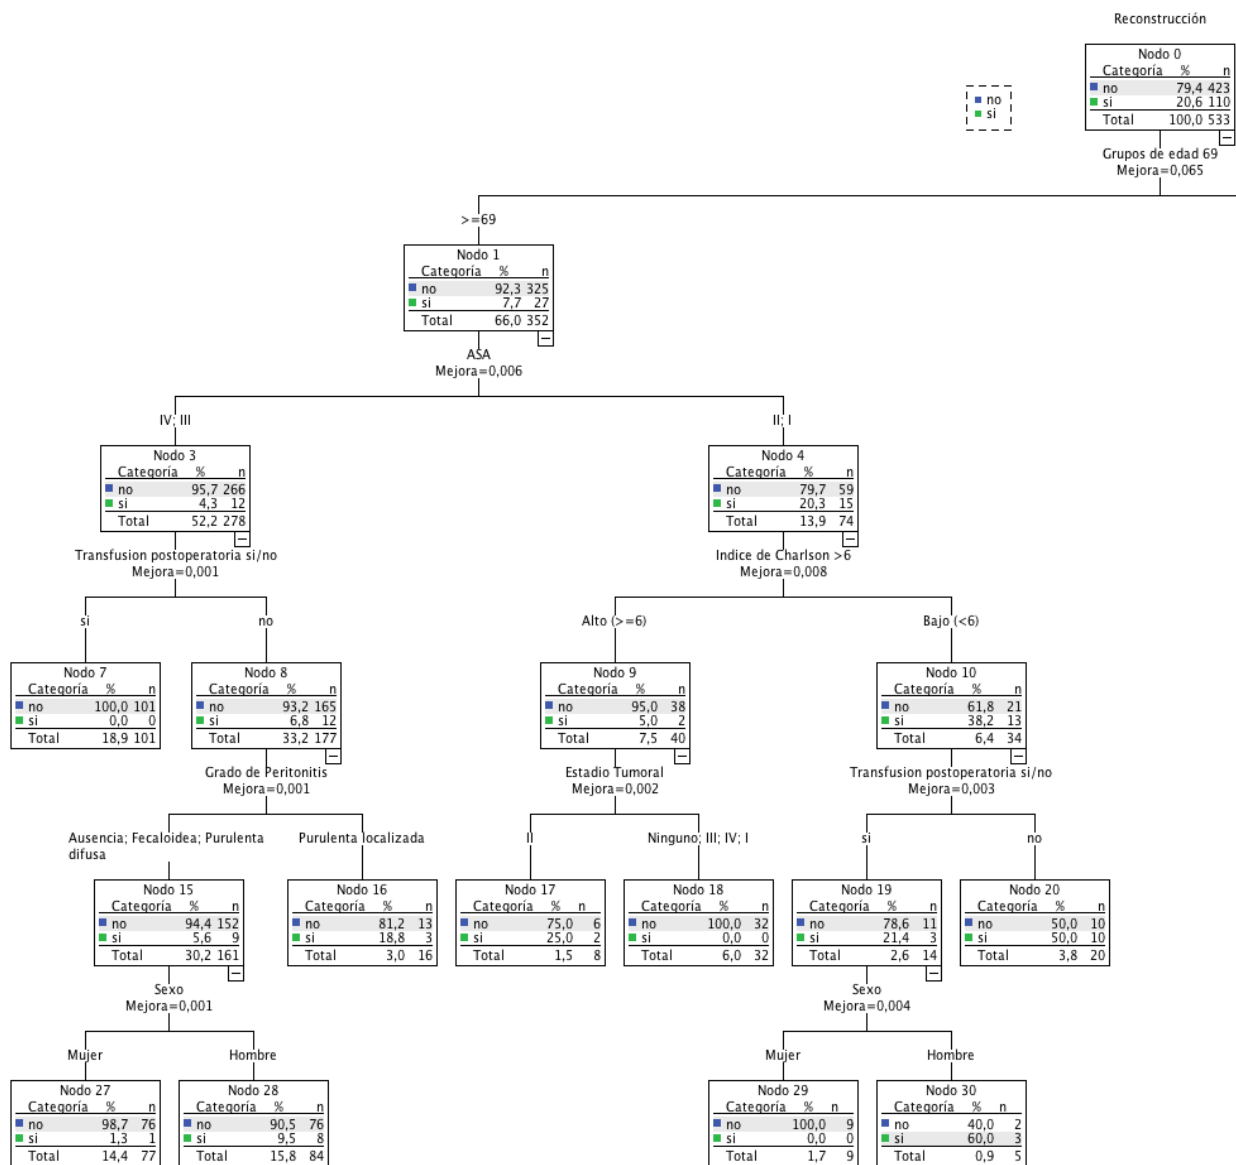 Reconstrucción
Nodo 0
Categoría % n
no 79,4 423
si 20,6 110
Total 100,0 533
no
si
Grupos de edad 69
Mejora=0,065
>=69
Nodo 1
Categoría % n
no 92,3 325
si 7,7 27
Total 66,0 352
ASA
Mejora=0,006
IV; III
II; I
Nodo 3
Categoría % n
no 95,7 266
si 4,3 12
Total 52,2 278
Nodo 4
Categoría % n
no 79,7 59
si 20,3 15
Total 13,9 74
Transfusion postoperatoria si/no
Mejora=0,001
Indice de Charlson >6
Mejora=0,008
si
no
Alto (>=6)
Bajo (<6)
Nodo 7
Categoría % n
no 100,0 101
si 0,0 0
Total 18,9 101
Nodo 8
Categoría % n
no 93,2 165
si 6,8 12
Total 33,2 177
Nodo 9
Categoría % n
no 95,0 38
si 5,0 2
Total 7,5 40
Nodo 10
Categoría % n
no 61,8 21
si 38,2 13
Total 6,4 34
Grado de Peritonitis
Mejora=0,001
Estadio Tumoral
Mejora=0,002
Transfusion postoperatoria si/no
Mejora=0,003
Ausencia; Fecaloidea; Purulenta
difusa
Purulenta localizada
II
Ninguno; III; IV; I
si
no
Nodo 15
Categoría % n
no 94,4 152
si 5,6 9
Total 30,2 161
Nodo 16
Categoría % n
no 81,2 13
si 18,8 3
Total 3,0 16
Nodo 17
Categoría % n
no 75,0 6
si 25,0 2
Total 1,5 8
Nodo 18
Categoría % n
no 100,0 32
si 0,0 0
Total 6,0 32
Nodo 19
Categoría % n
no 78,6 11
si 21,4 3
Total 2,6 14
Nodo 20
Categoría % n
no 50,0 10
si 50,0 10
Total 3,8 20
Sexo
Mejora=0,001
Sexo
Mejora=0,004
Mujer
Hombre
Mujer
Hombre
Nodo 27
Categoría % n
no 98,7 76
si 1,3 1
Total 14,4 77
Nodo 28
Categoría % n
no 90,5 76
si 9,5 8
Total 15,8 84
Nodo 29
Categoría % n
no 100,0 9
si 0,0 0
Total 1,7 9
Nodo 30
Categoría % n
no 40,0 2
si 60,0 3
Total 0,9 5